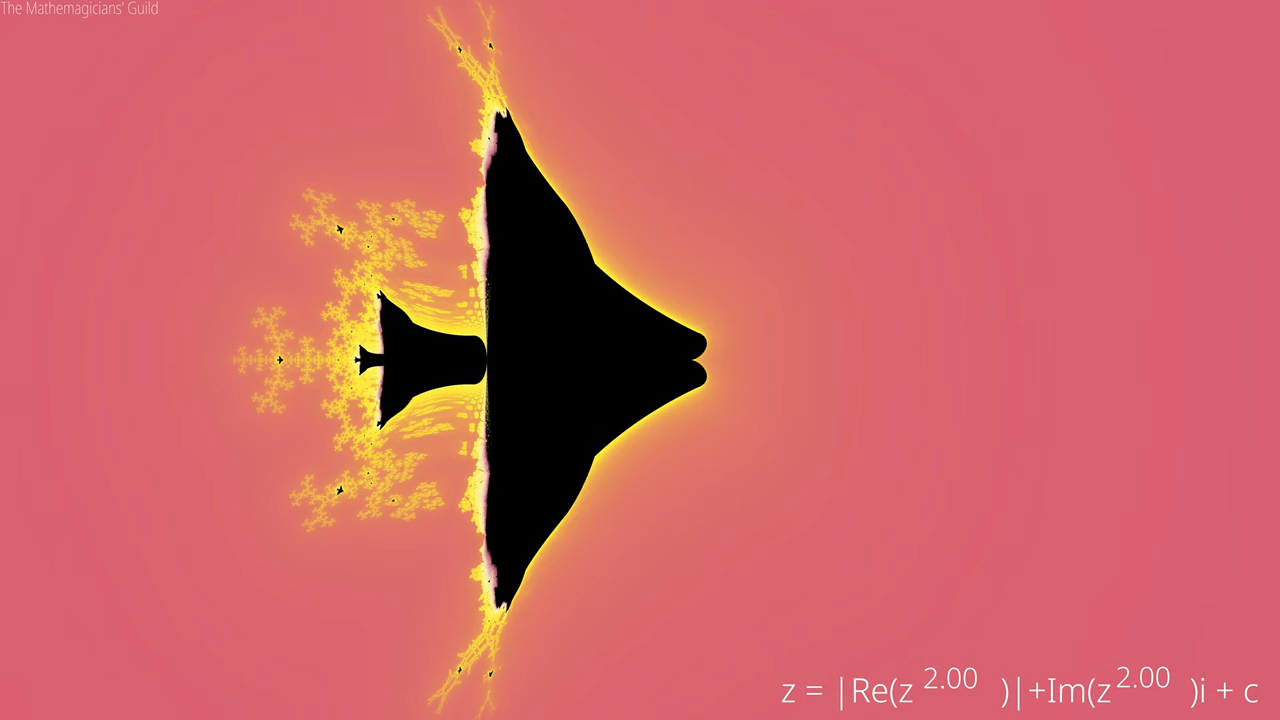 The Mathemagicians' Guild
z = |Re(z 2.00 )|+Im(z 2.00 )i + c